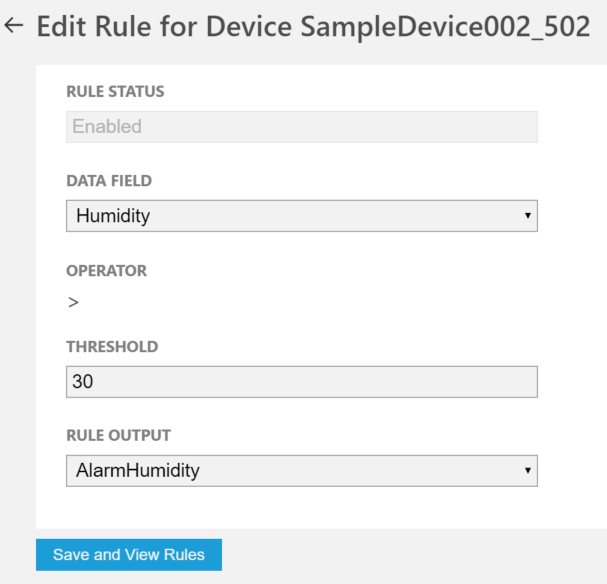 ← Edit Rule for Device SampleDevice002_502
RULE STATUS
Enabled
DATA FIELD
Humidity
OPERATOR
>
THRESHOLD
30
RULE OUTPUT
AlarmHumidity
Save and View Rules